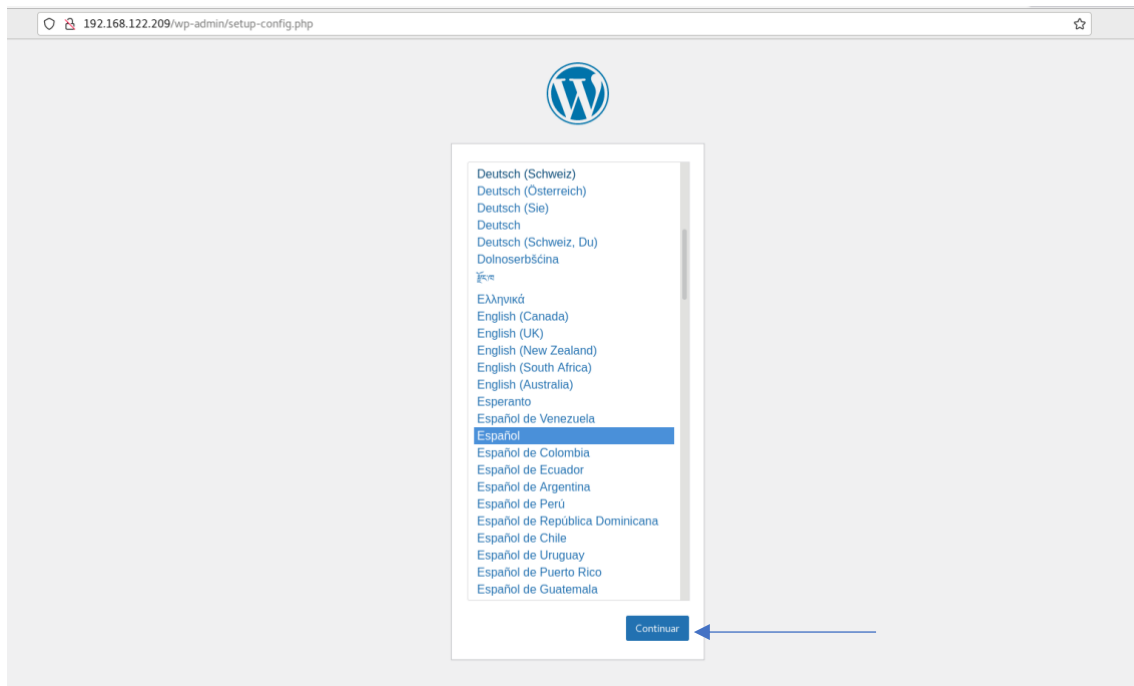 192.168.122.209/wp-admin/setup-config.php
Deutsch (Schweiz)
Deutsch (Österreich)
Deutsch (Sie)
Deutsch
Deutsch (Schweiz, Du)
Dolnoserbšćina
རྫོང་ཁ
Ελληνικά
English (Canada)
English (UK)
English (New Zealand)
English (South Africa)
English (Australia)
Esperanto
Español de Venezuela
Español
Español de Colombia
Español de Ecuador
Español de Argentina
Español de Perú
Español de República Dominicana
Español de Chile
Español de Uruguay
Español de Puerto Rico
Español de Guatemala
Continuar